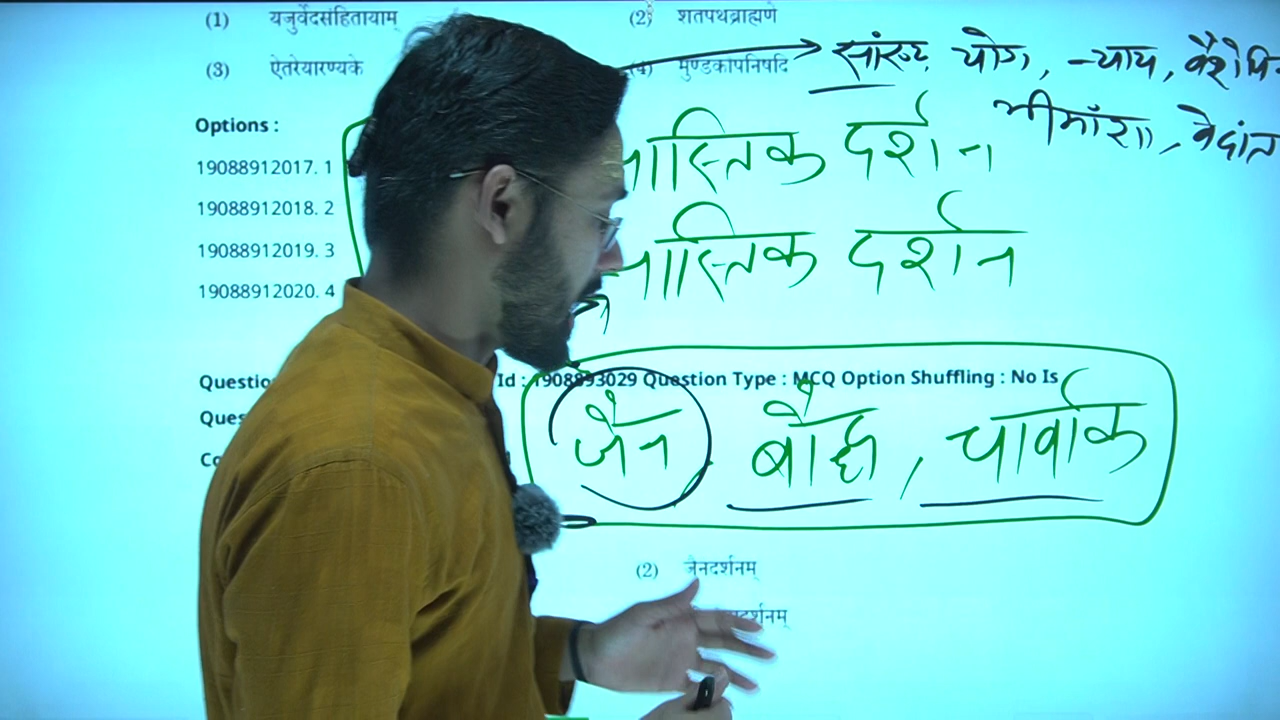 (1) यजुर्वेदसंहितायाम् (2) शतपथब्राह्मणे
(3) ऐतरेयारण्यके (4) मुण्डकोपनिषदि
सांख्य, योग, न्याय,
मीमांशा, वेदांत
Options :
19088912017. 1
19088912018. 2
19088912019. 3
19088912020. 4
दर्शन
नास्तिक दर्शन
Id : 1908893029 Question Type : MCQ Option Shuffling : No Is
जैन, बौद्ध, चार्वाक
(2) जैनदर्शनम्